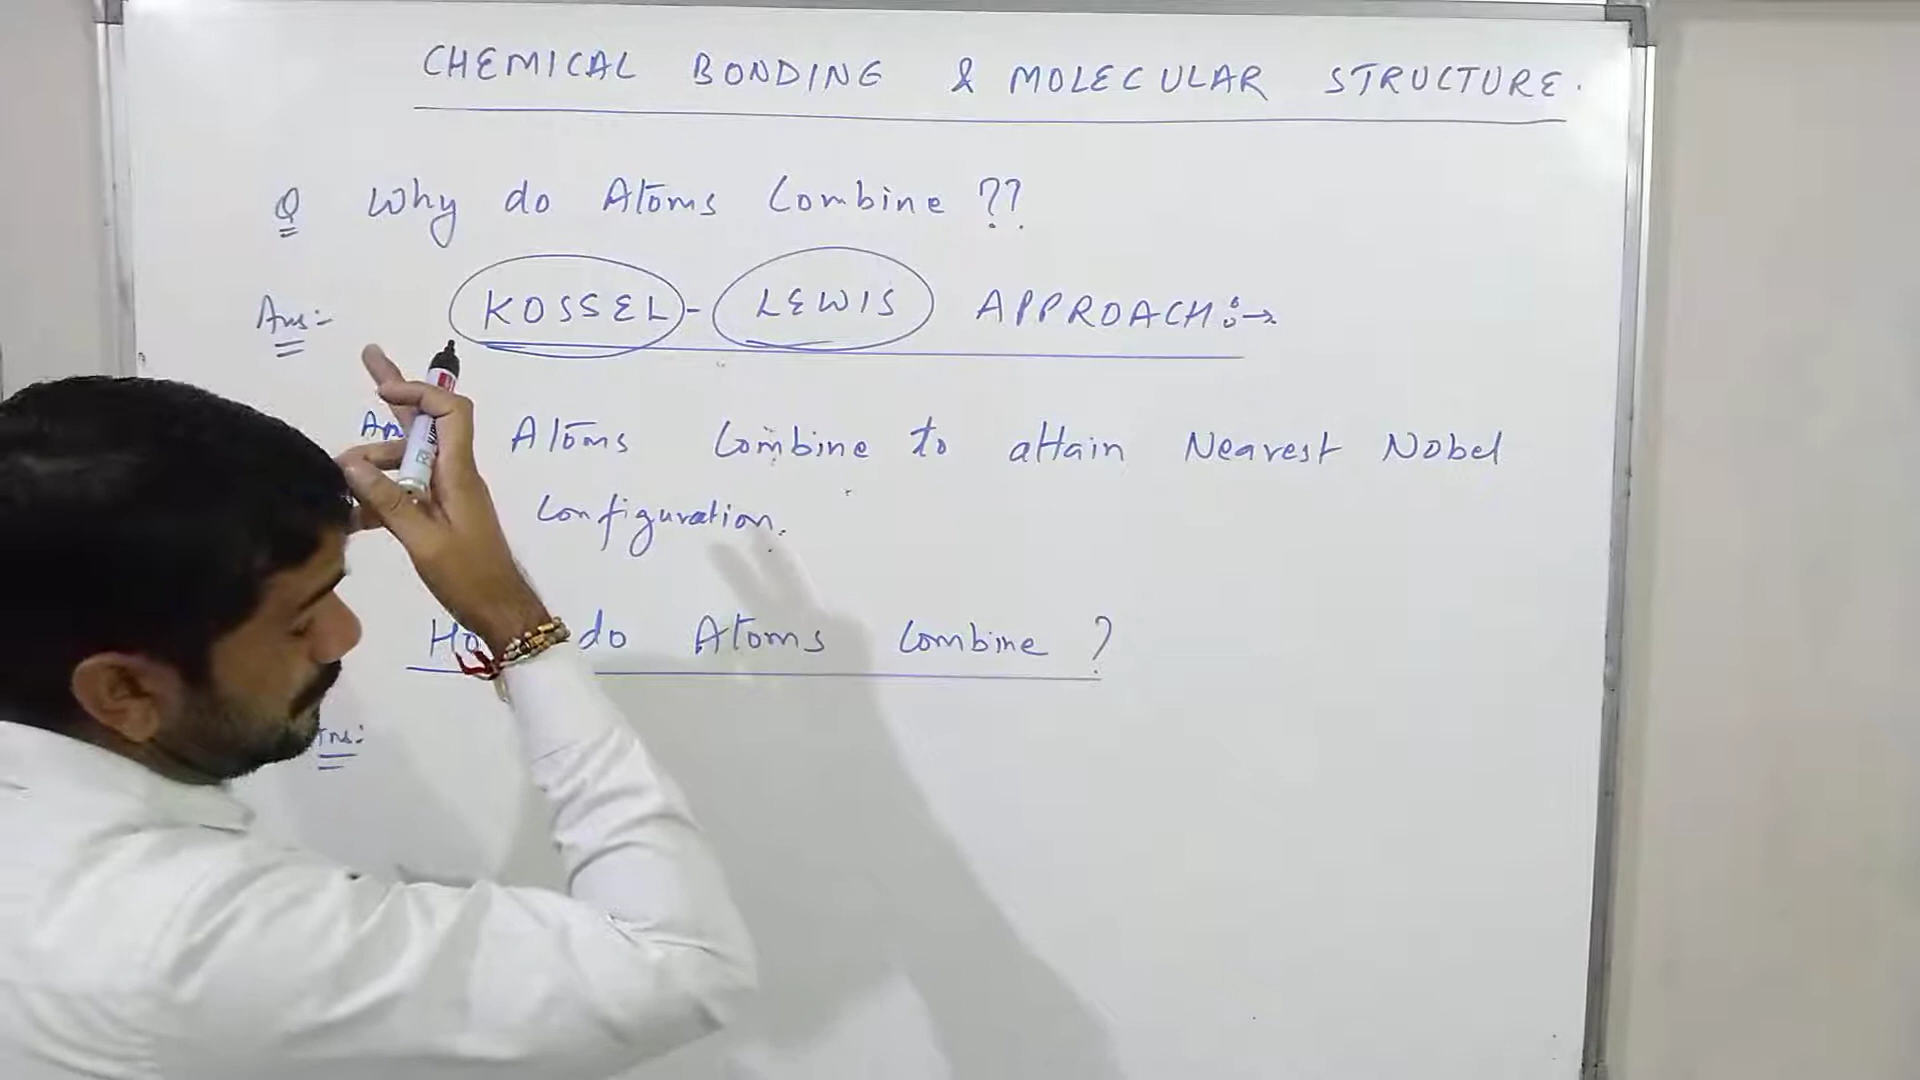 CHEMICAL BONDING & MOLECULAR STRUCTURE.
Q Why do Atoms Combine ??
Ans:- KOSSEL - LEWIS APPROACH:→
Atoms Combine to attain Nearest Nobel
Configuration.
do Atoms Combine ?